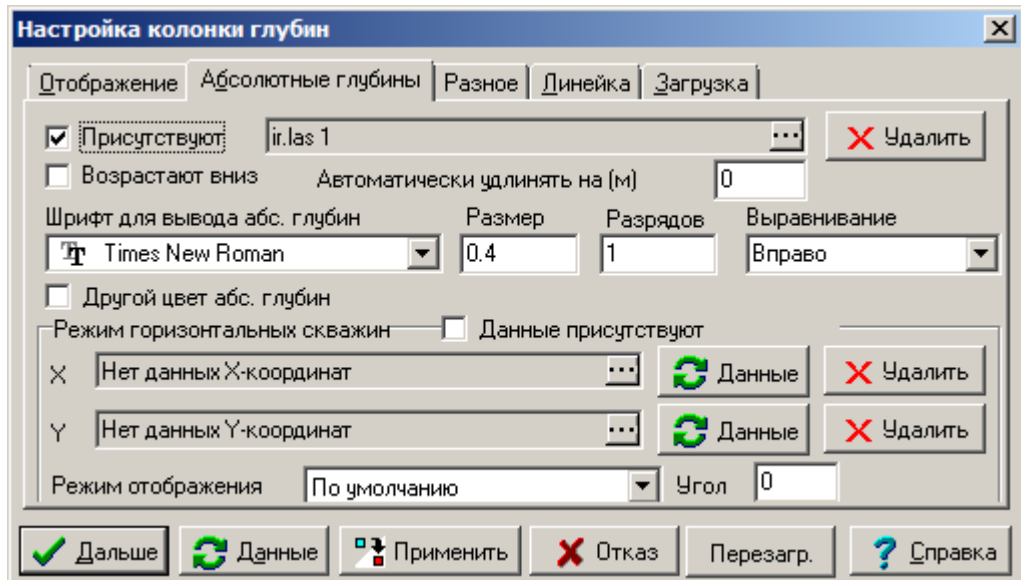 Настройка колонки глубин
Отображение Абсолютные глубины Разное Линейка Загрузка
Присутствуют ir.las 1 ... Удалить
Возрастают вниз Автоматически удлинять на (м) 0
Шрифт для вывода абс. глубин Размер Разрядов Выравнивание
Times New Roman 0.4 1 Вправо
Другой цвет абс. глубин
Режим горизонтальных скважин Данные присутствуют
X Нет данных X-координат ... Данные Удалить
Y Нет данных Y-координат ... Данные Удалить
Режим отображения По умолчанию Угол 0
Дальше Данные Применить Отказ Перезагр. Справка